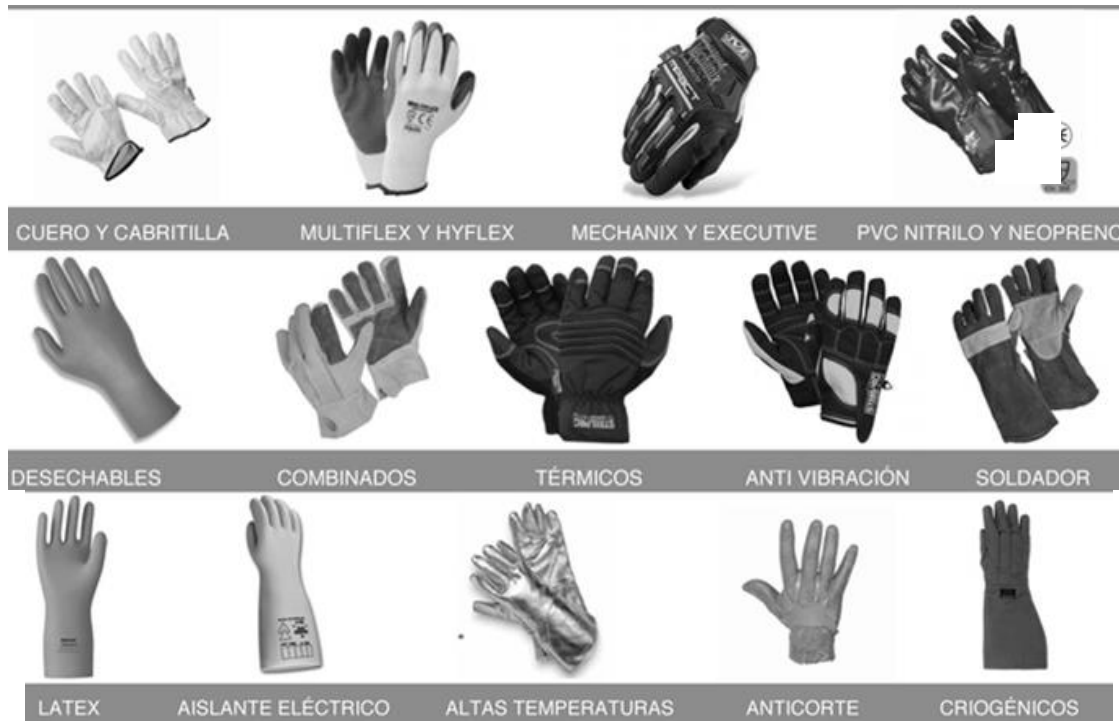 CUERO Y CABRITILLA MULTIFLEX Y HYFLEX MECHANIX Y EXECUTIVE PVC NITRILO Y NEOPRENO
DESECHABLES COMBINADOS TÉRMICOS ANTI VIBRACIÓN SOLDADOR
LATEX AISLANTE ELÉCTRICO ALTAS TEMPERATURAS ANTICORTE CRIOGÉNICOS